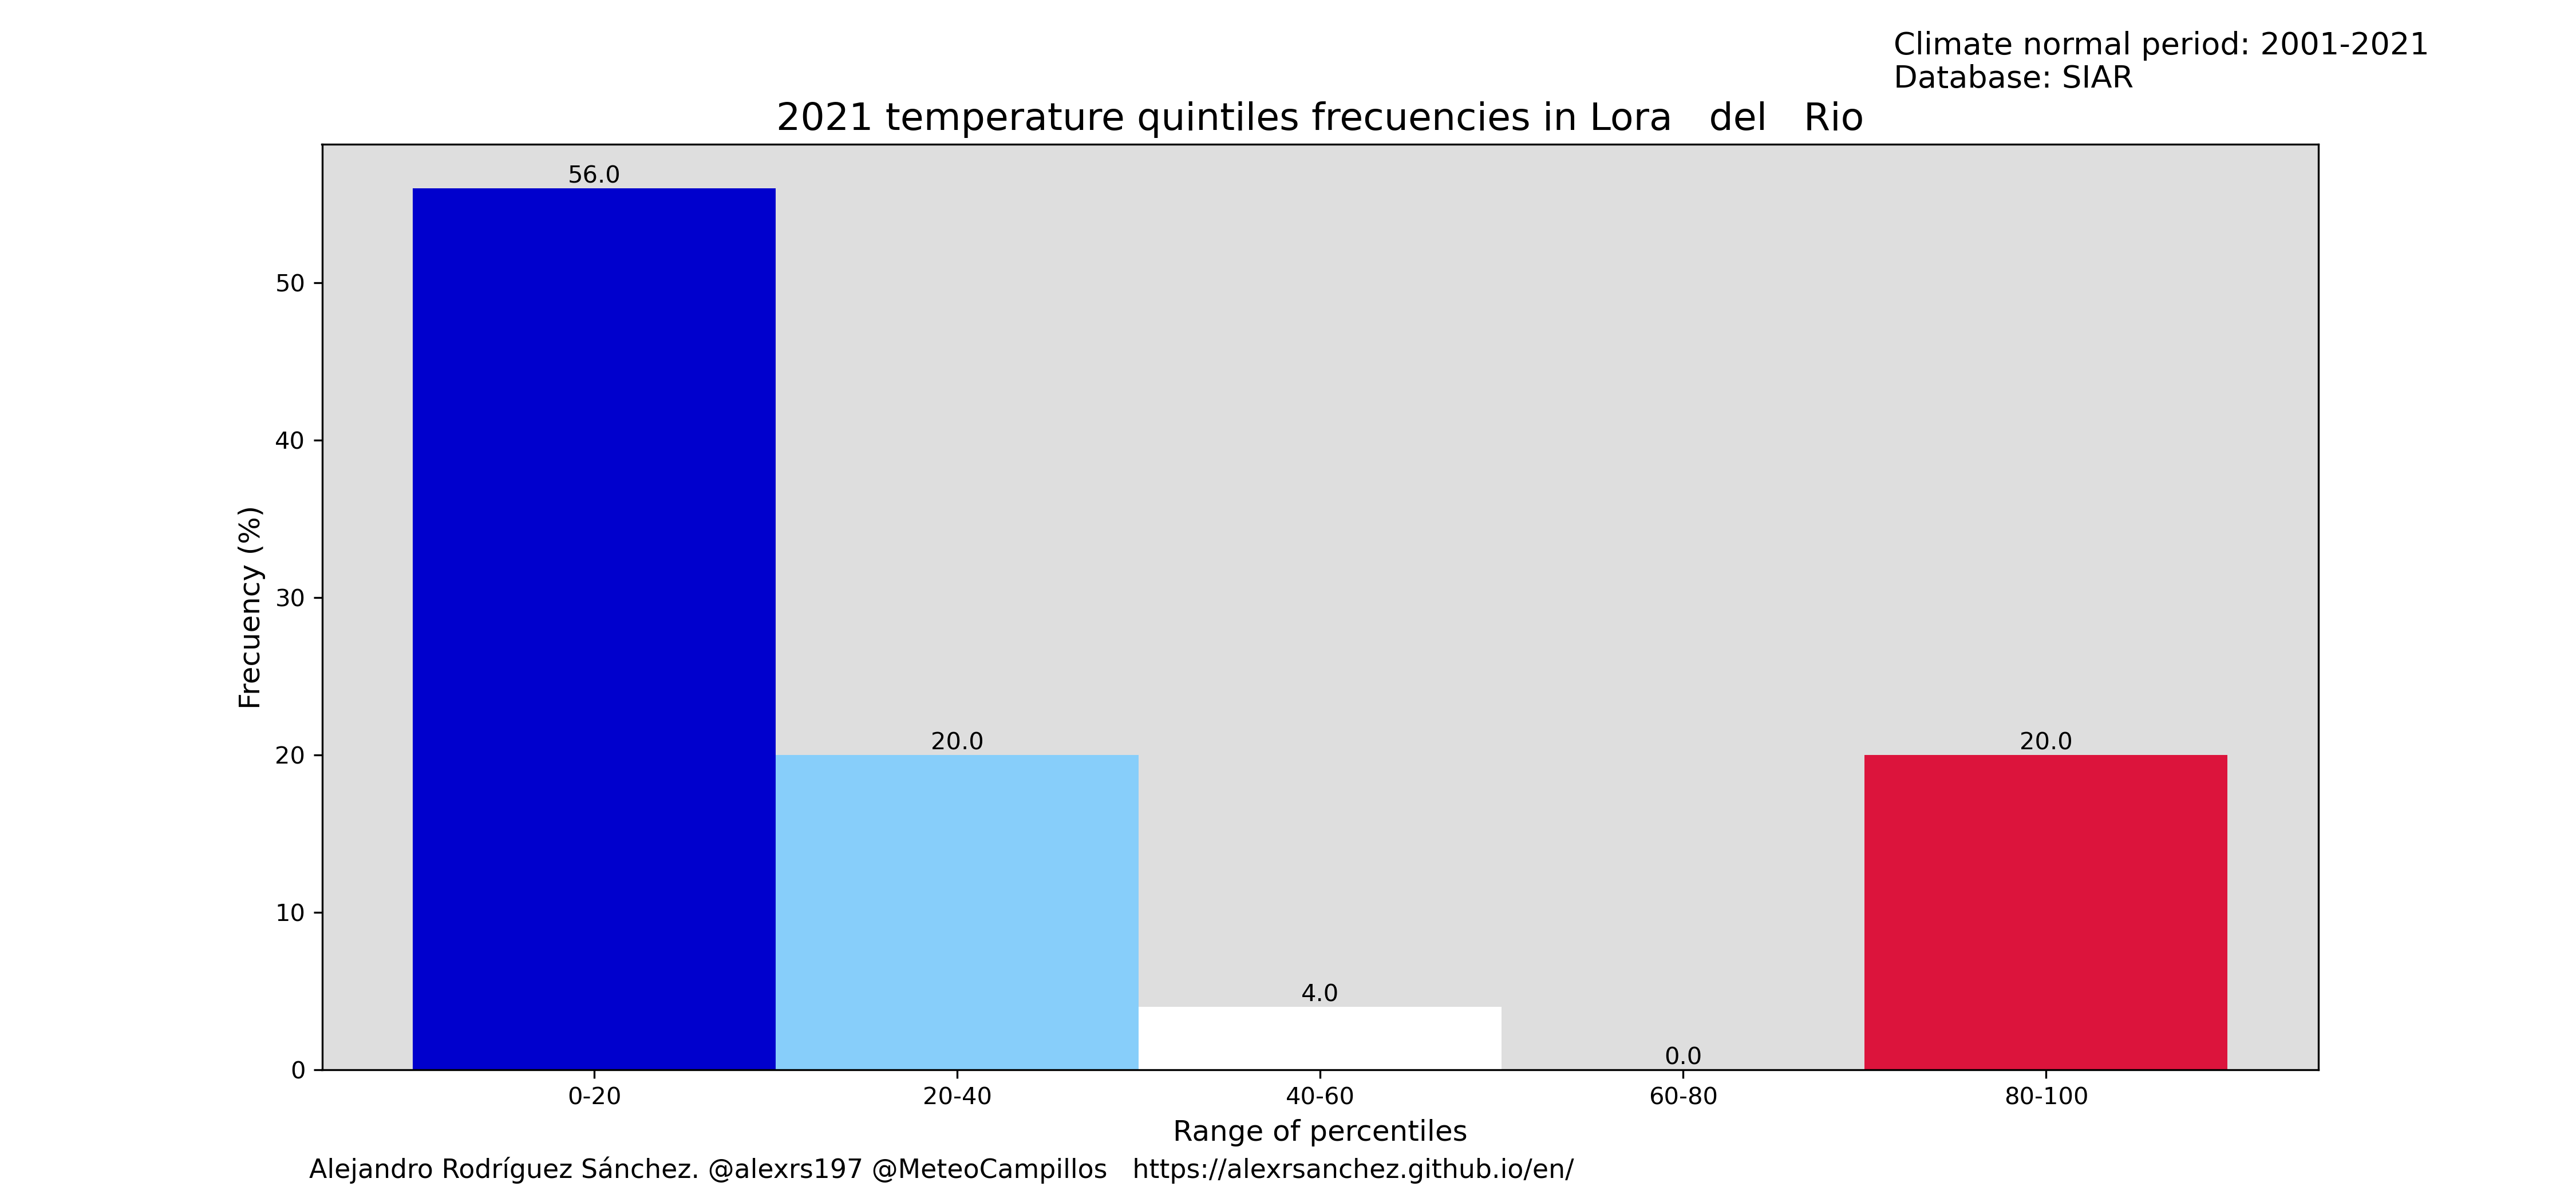 Climate normal period: 2001-2021
Database: SIAR
2021 temperature quintiles frecuencies in Lora   del   Rio
56.0
50
40
30
20
10
0
Frecuency (%)
20.0
4.0
0.0
20.0
0-20
20-40
40-60
60-80
80-100
Range of percentiles
Alejandro Rodríguez Sánchez. @alexrs197 @MeteoCampillos   https://alexrsanchez.github.io/en/